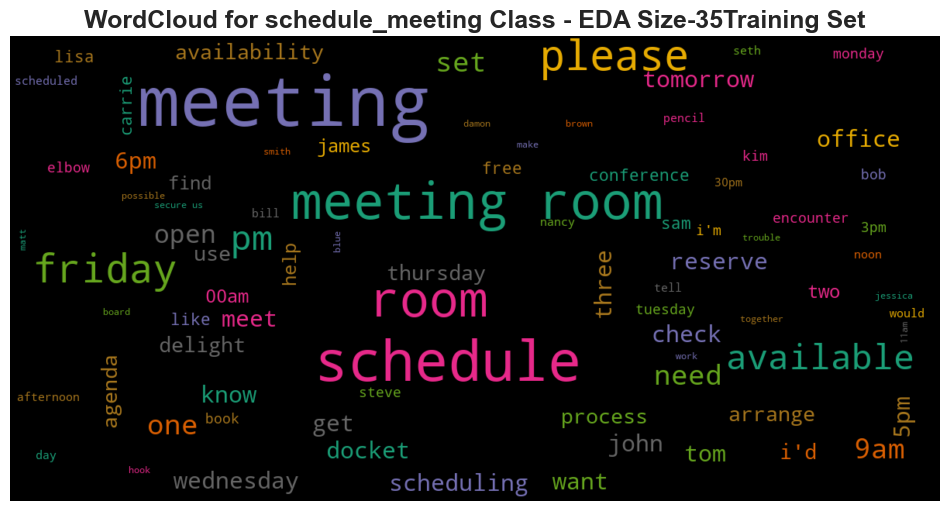 WordCloud for schedule_meeting Class - EDA Size-35Training Set
lisa
availability
set
please
seth
monday
scheduled
carrie
meeting
tomorrow
damon
brown
pencil
office
elbow
6pm
smith
james
make
free
kim
bob
possible
find
conference
30pm
secure us
bill
meeting room
nancy
sam
i'm
encounter
3pm
matt
open
pm
blue
trouble
use
help
friday
thursday
three
reserve
noon
00am
room
tell
two
jessica
board
like
meet
tuesday
together
would
delight
check
work
11am
schedule
available
need
agenda
afternoon
know
steve
book
one
get
process
arrange
5pm
day
docket
john
tom
i'd
9am
hook
wednesday
scheduling
want